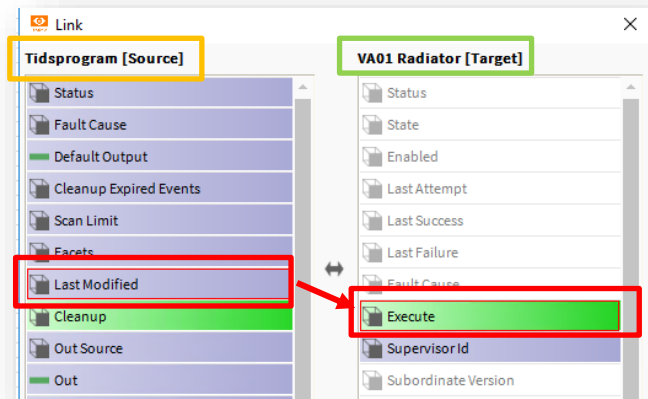 Link
Tidsprogram [Source]
Status
Fault Cause
Default Output
Cleanup Expired Events
Scan Limit
Facets
Last Modified
Cleanup
Out Source
Out
VA01 Radiator [Target]
Status
State
Enabled
Last Attempt
Last Success
Last Failure
Fault Cause
Execute
Supervisor Id
Subordinate Version